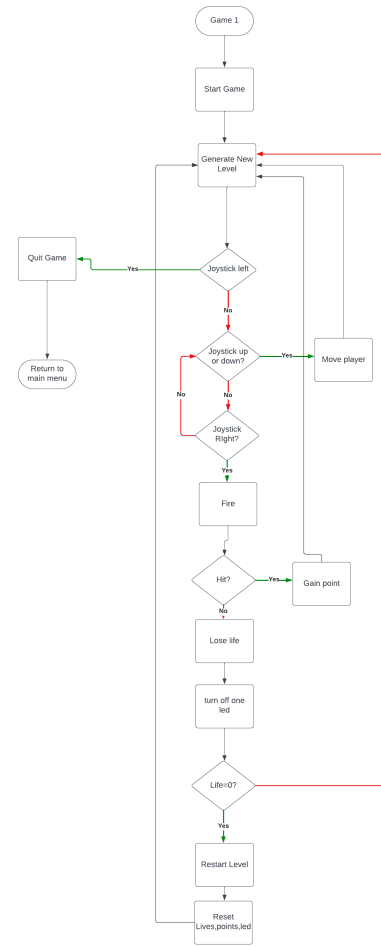 Game 1
Start Game
Generate New
Level
Quit Game
Yes
Joystick left
No
Return to
main menu
Joystick up
or down?
Yes
Move player
No
No
Joystick
RIght?
Yes
Fire
Hit?
Yes
Gain point
No
Lose life
turn off one
led
Life=0?
Yes
Restart Level
Reset
Lives,points,led